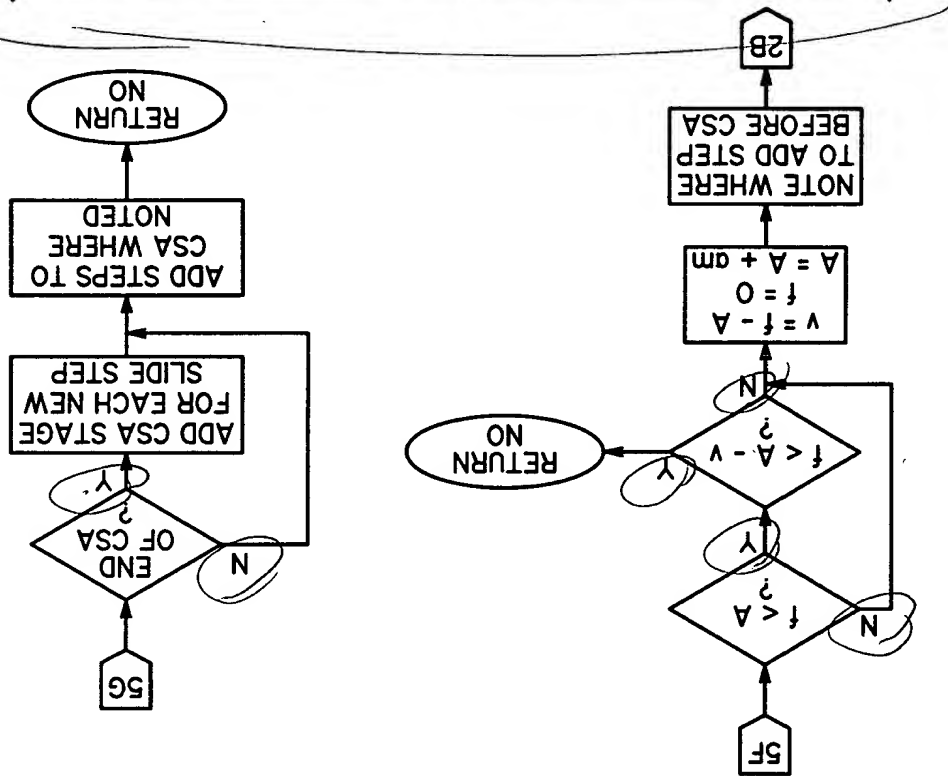 5F
f < A
?
N
Y
f < A - v
?
Y
N
RETURN
NO
v = f - A
f = 0
A = A + am
NOTE WHERE
TO ADD STEP
BEFORE CSA
2B
5G
END
OF CSA
?
N
Y
ADD CSA STAGE
FOR EACH NEW
SLIDE STEP
ADD STEPS TO
CSA WHERE
NOTED
RETURN
NO